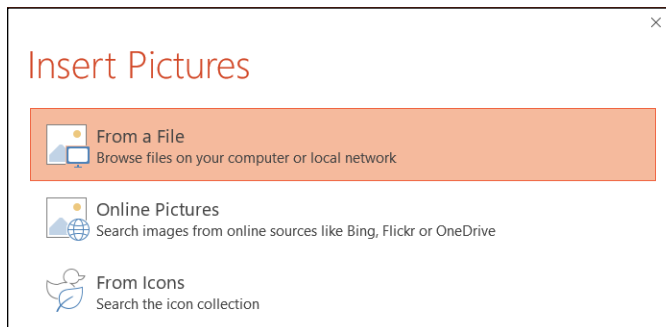 Insert Pictures
From a File
Browse files on your computer or local network
Online Pictures
Search images from online sources like Bing, Flickr or OneDrive
From Icons
Search the icon collection